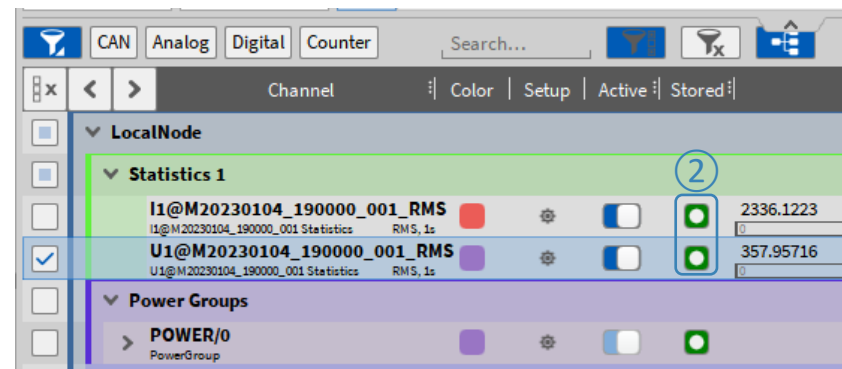 CAN Analog Digital Counter Search...
Channel Color Setup Active Stored
LocalNode
Statistics 1
②
I1@M20230104_190000_001_RMS
I1@M20230104_190000_001 Statistics RMS, 1s
2336.1223
0
U1@M20230104_190000_001_RMS
U1@M20230104_190000_001 Statistics RMS, 1s
357.95716
0
Power Groups
POWER/0
PowerGroup